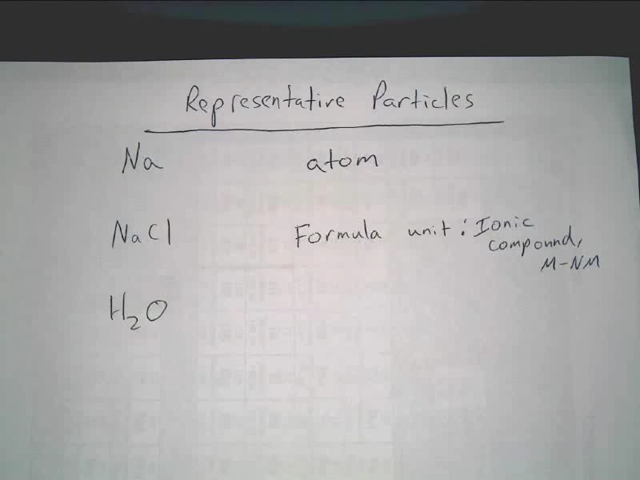 Representative Particles
Na atom
NaCl Formula unit: Ionic
compound,
M-NM
H₂O